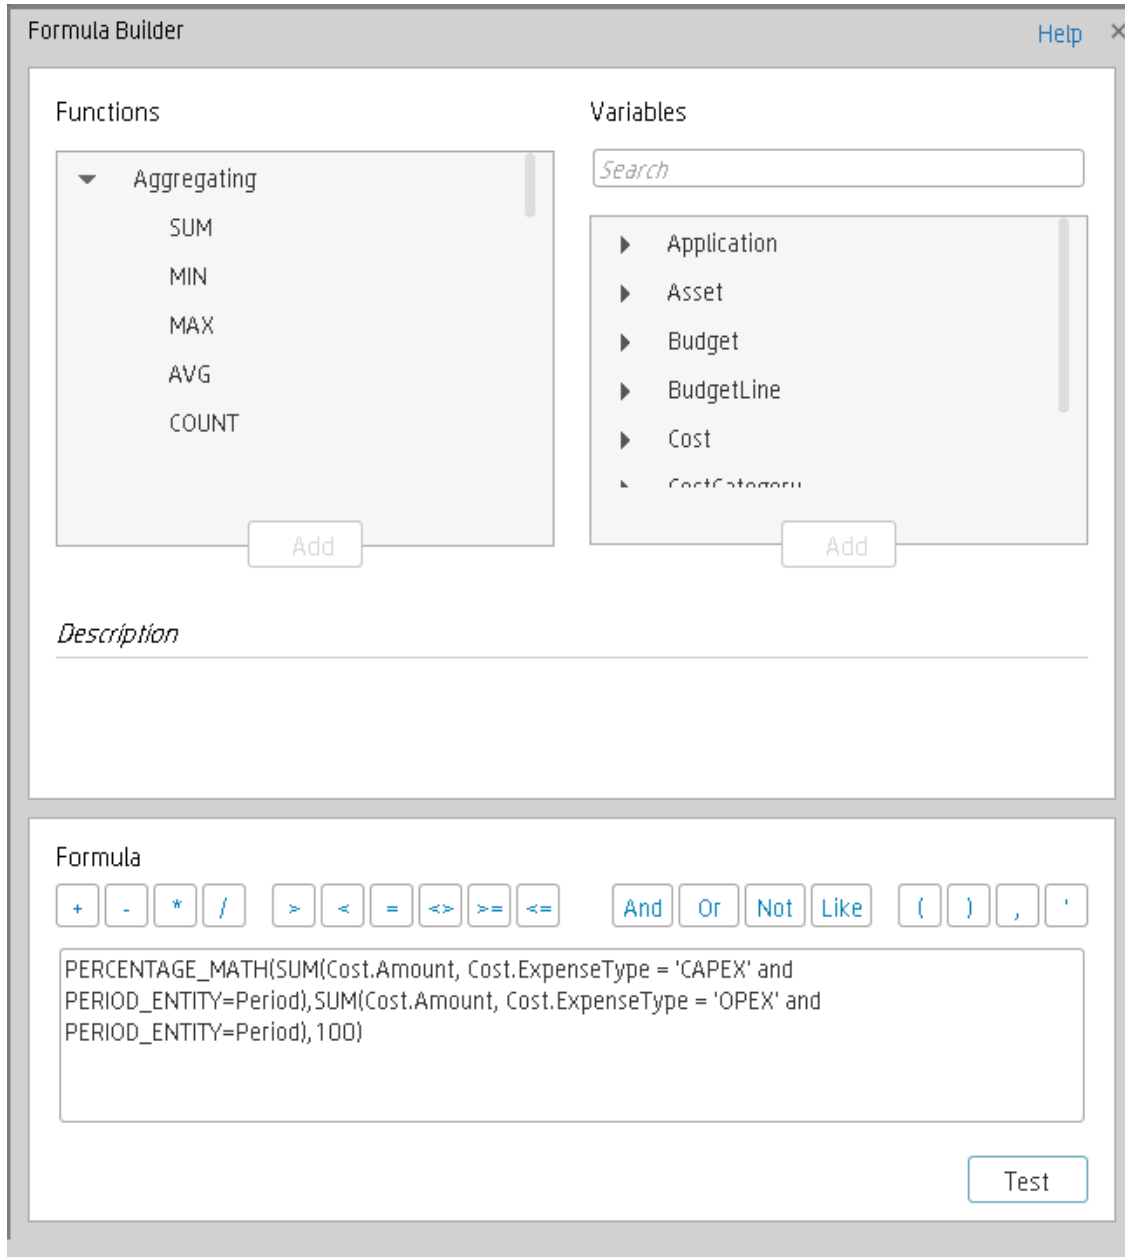 Formula Builder
Help ×
Functions
Variables
Aggregating
SUM
MIN
MAX
AVG
COUNT
Add
Search
Application
Asset
Budget
BudgetLine
Cost
CostCategory
Add
Description
Formula
+ - * / > < = <> >= <= And Or Not Like ( ) , '
PERCENTAGE_MATH(SUM(Cost.Amount, Cost.ExpenseType = 'CAPEX' and
PERIOD_ENTITY=Period),SUM(Cost.Amount, Cost.ExpenseType = 'OPEX' and
PERIOD_ENTITY=Period),100)
Test